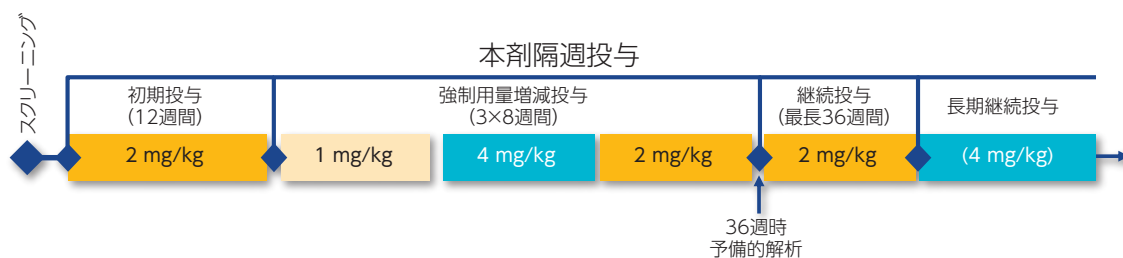 スクリーニング
本剤隔週投与
初期投与
(12週間)
強制用量増減投与
(3×8週間)
継続投与
(最長36週間)
長期継続投与
2 mg/kg
1 mg/kg
4 mg/kg
2 mg/kg
2 mg/kg
(4 mg/kg)
36週時
予備的解析